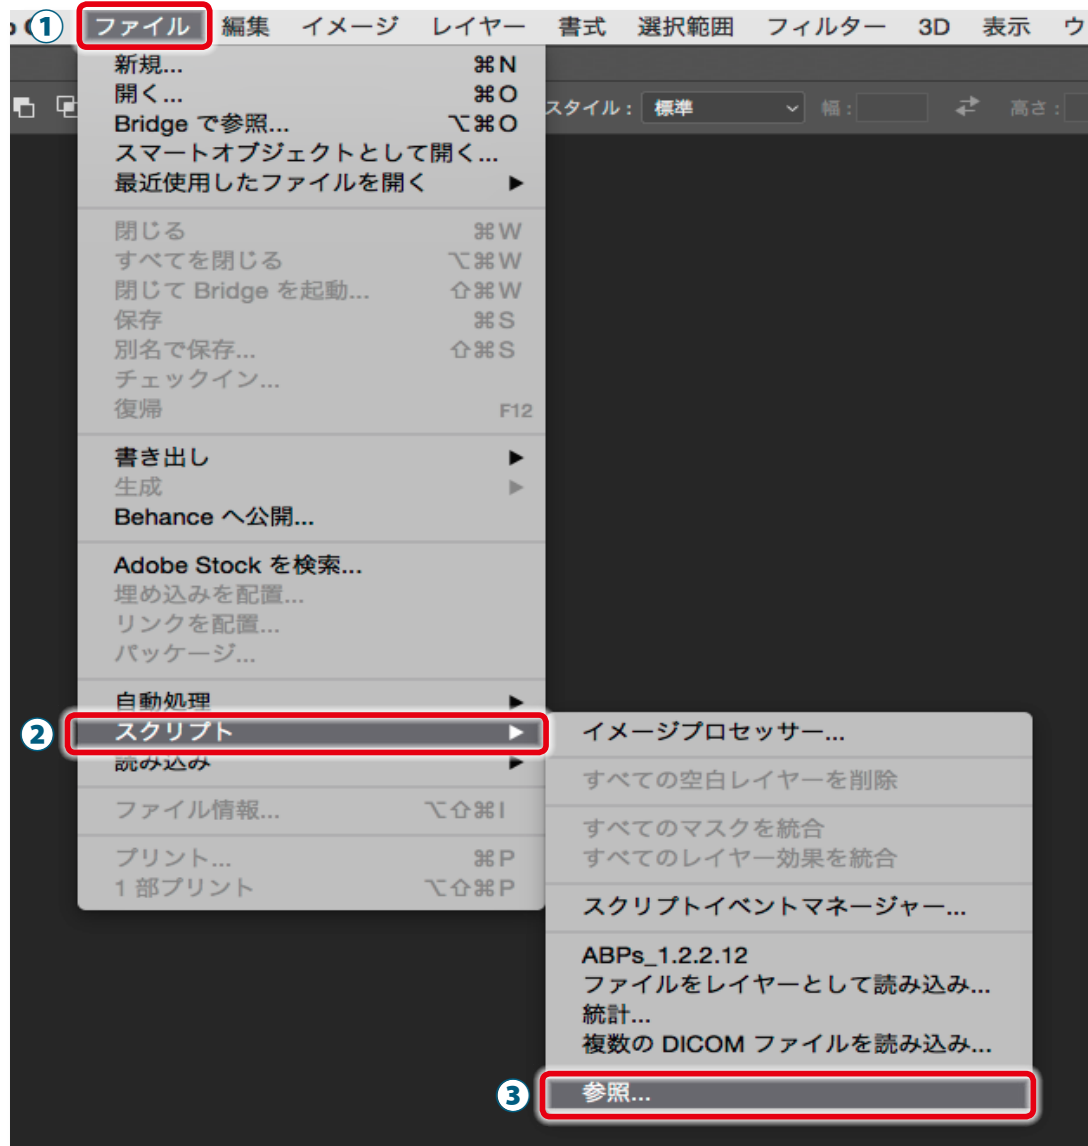 ① ファイル 編集 イメージ レイヤー 書式 選択範囲 フィルター 3D 表示
スタイル： 標準 幅： 高さ：
新規... ⌘N
開く... ⌘O
Bridge で参照... ⌥⌘O
スマートオブジェクトとして開く...
最近使用したファイルを開く ▶
閉じる ⌘W
すべてを閉じる ⌥⌘W
閉じて Bridge を起動... ⇧⌘W
保存 ⌘S
別名で保存... ⇧⌘S
チェックイン...
復帰 F12
書き出し ▶
生成 ▶
Behance へ公開...
Adobe Stock を検索...
埋め込みを配置...
リンクを配置...
パッケージ...
自動処理 ▶
② スクリプト ▶
読み込み ▶
ファイル情報... ⌥⇧⌘I
プリント... ⌘P
1 部プリント ⌥⇧⌘P
イメージプロセッサー...
すべての空白レイヤーを削除
すべてのマスクを統合
すべてのレイヤー効果を統合
スクリプトイベントマネージャー...
ABPs_1.2.2.12
ファイルをレイヤーとして読み込み...
統計...
複数の DICOM ファイルを読み込み...
③ 参照...